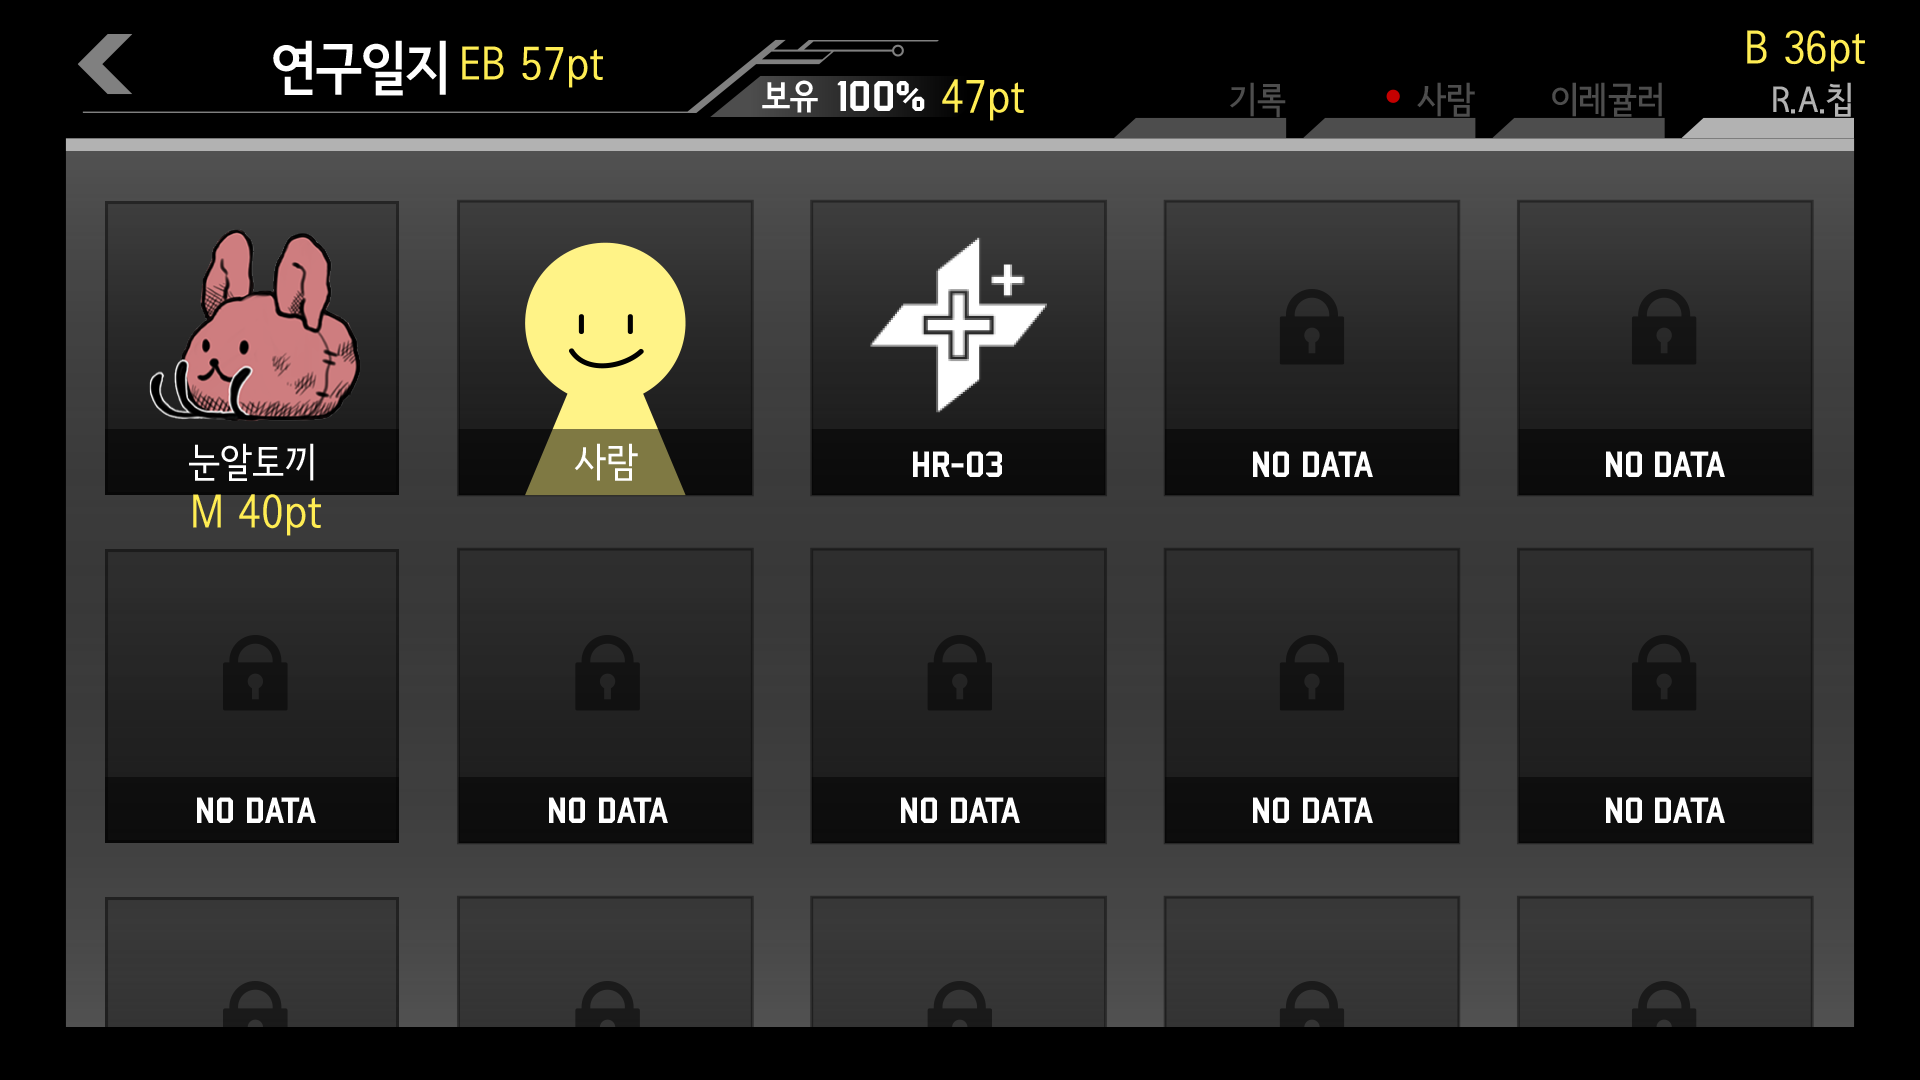 연구일지 EB 57pt
보유 100% 47pt
B 36pt
기록 사람 이레귤러 R.A.칩
눈알토끼 사람 HR-03 NO DATA NO DATA
M 40pt
NO DATA NO DATA NO DATA NO DATA NO DATA